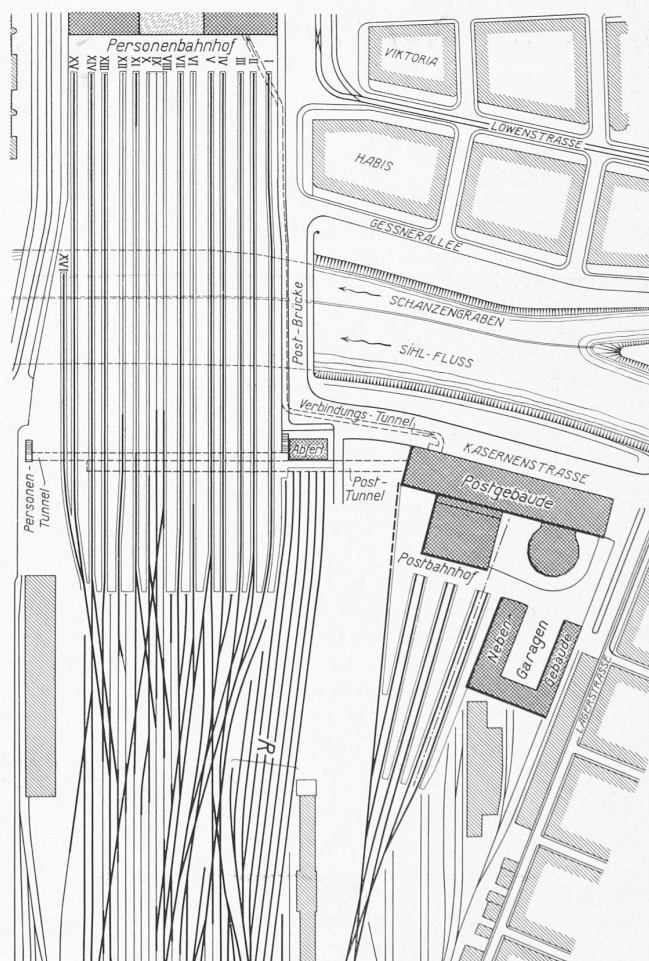 Personenbahnhof
XV XIV XIII XII XI X IX VIII VII VI V IV III II I
XVI
VIKTORIA
LÖWENSTRASSE
HABIS
GESSNERALLEE
SCHANZENGRABEN
SIHL-FLUSS
Post-Brücke
Verbindungs-Tunnel
Abfert
Personen-
Tunnel
Post-
Tunnel
KASERNENSTRASSE
Postgebäude
Postbahnhof
Neben-
Garagen
Gebäude
LAGERSTRASSE
R